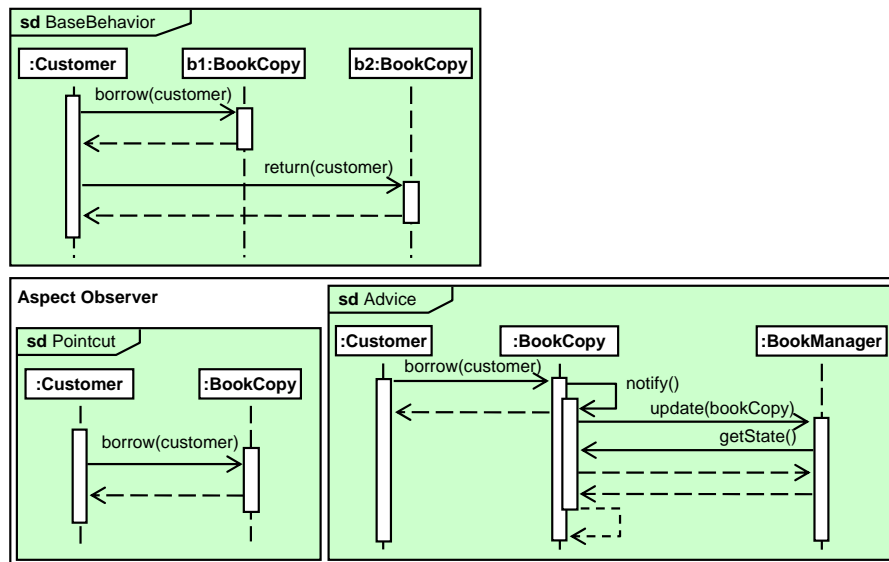 sd BaseBehavior
:Customer
b1:BookCopy
b2:BookCopy
borrow(customer)
return(customer)
Aspect Observer
sd Pointcut
:Customer
:BookCopy
borrow(customer)
sd Advice
:Customer
:BookCopy
:BookManager
borrow(customer)
notify()
update(bookCopy)
getState()